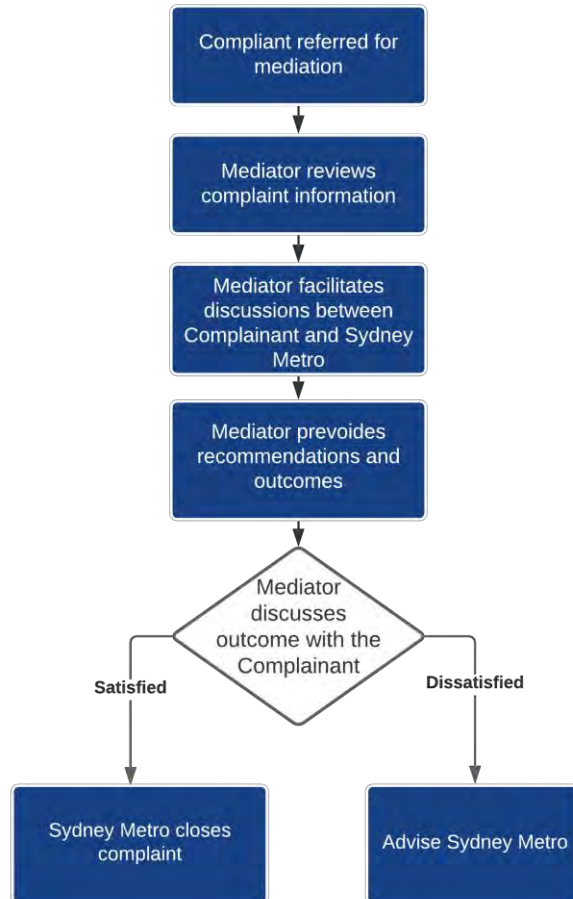 Compliant referred for
mediation
Mediator reviews
complaint information
Mediator facilitates
discussions between
Complainant and Sydney
Metro
Mediator prevoides
recommendations and
outcomes
Mediator
discusses
outcome with the
Complainant
Satisfied
Dissatisfied
Sydney Metro closes
complaint
Advise Sydney Metro